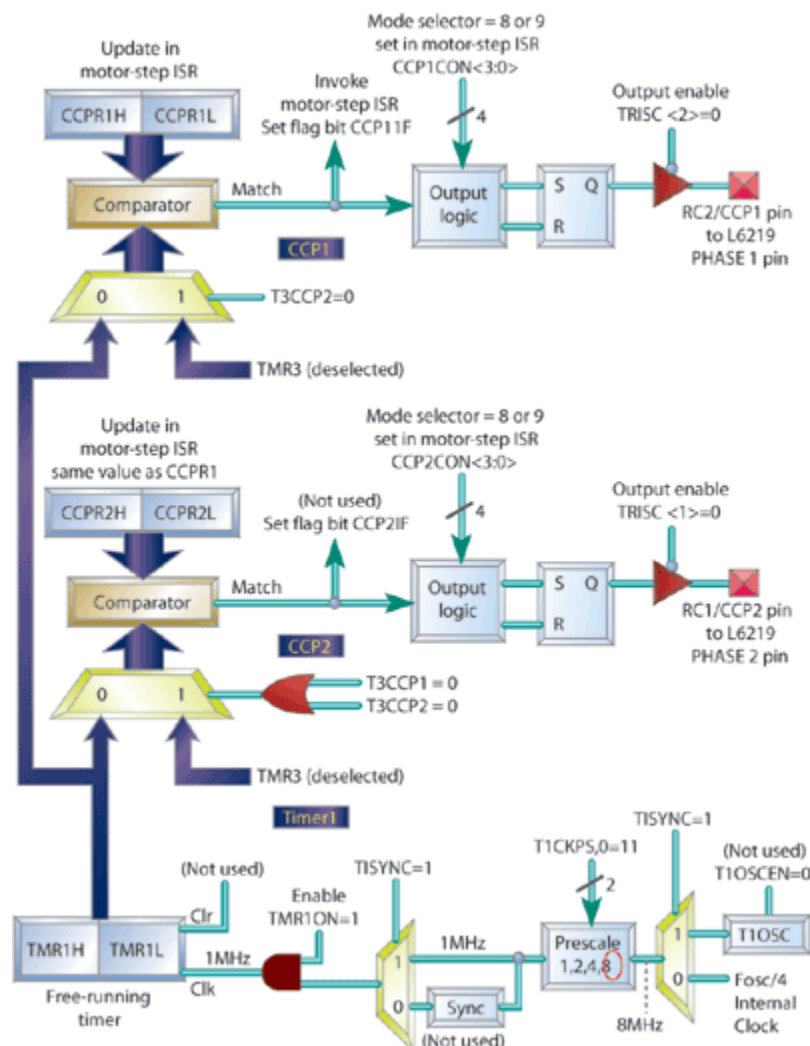 Update in
motor-step ISR
CCPR1H CCPR1L
Invoke
motor-step ISR
Set flag bit CCP11F
Mode selector = 8 or 9
set in motor-step ISR
CCP1CON<3:0>
4
Output enable
TRISC <2>=0
Comparator
Match
Output
logic
S Q
R
RC2/CCP1 pin
to L6219
PHASE 1 pin
CCP1
0 1
T3CCP2=0
TMR3 (deselected)
Update in
motor-step ISR
same value as CCPR1
CCPR2H CCPR2L
(Not used)
Set flag bit CCP2IF
Mode selector = 8 or 9
set in motor-step ISR
CCP2CON<3:0>
4
Output enable
TRISC <1>=0
Comparator
Match
Output
logic
S Q
R
RC1/CCP2 pin
to L6219
PHASE 2 pin
CCP2
0 1
T3CCP1 = 0
T3CCP2 = 0
TMR3 (deselected)
Timer1
(Not used)
Clr
TMR1H TMR1L
1MHz
Clk
Free-running
timer
Enable
TMR1ON=1
TISYNC=1
1
0
1MHz
Sync
(Not used)
T1CKPS,0=11
2
Prescale
1,2,4,8
8MHz
TISYNC=1
1
0
(Not used)
T1OSCEN=0
T1OSC
Fosc/4
Internal
Clock